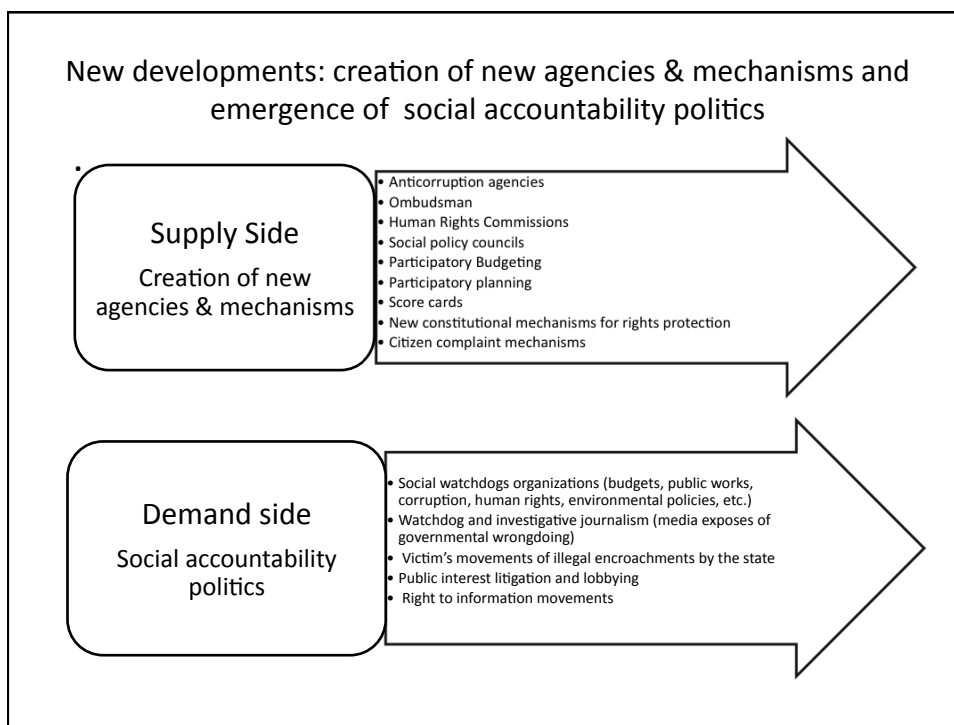 New developments: creation of new agencies & mechanisms and
emergence of social accountability politics
•
Supply Side
Creation of new
agencies & mechanisms
• Anticorruption agencies
• Ombudsman
• Human Rights Commissions
• Social policy councils
• Participatory Budgeting
• Participatory planning
• Score cards
• New constitutional mechanisms for rights protection
• Citizen complaint mechanisms
Demand side
Social accountability
politics
• Social watchdogs organizations (budgets, public works,
corruption, human rights, environmental policies, etc.)
• Watchdog and investigative journalism (media exposes of
governmental wrongdoing)
• Victim's movements of illegal encroachments by the state
• Public interest litigation and lobbying
• Right to information movements